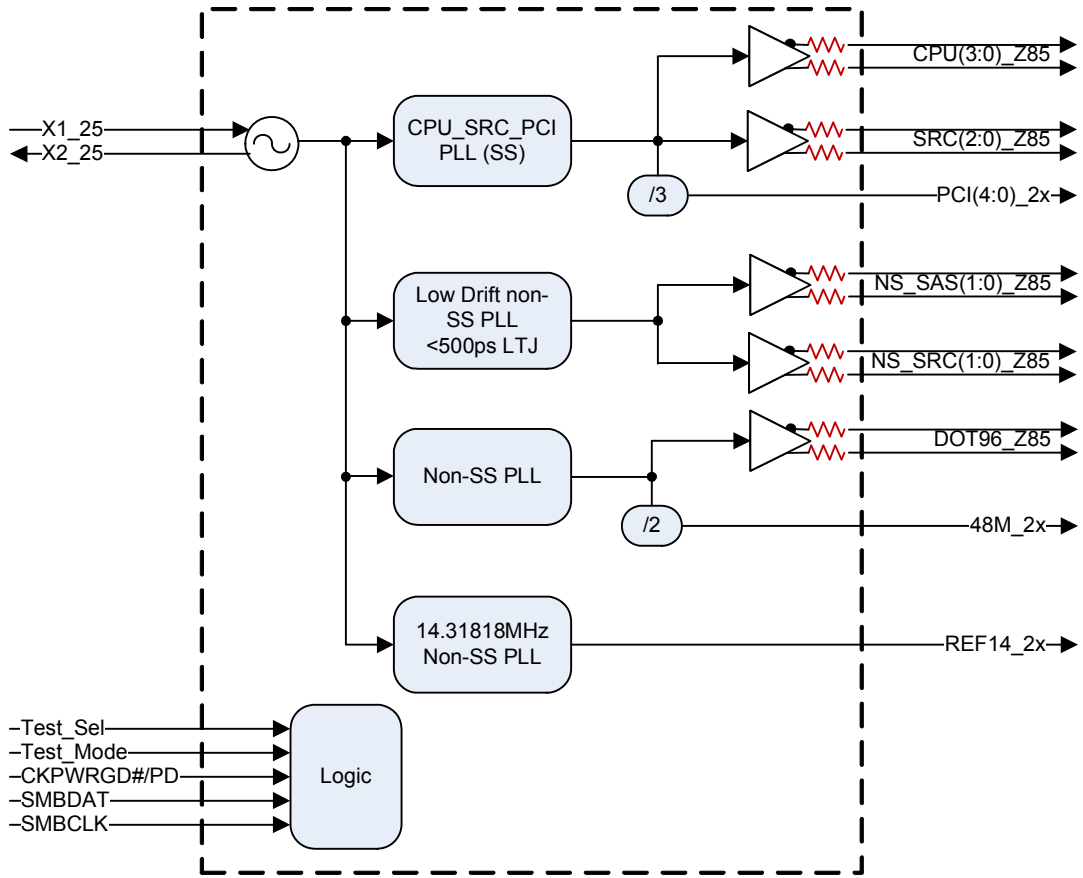 X1_25
X2_25
CPU_SRC_PCI
PLL (SS)
/3
CPU(3:0)_Z85
SRC(2:0)_Z85
PCI(4:0)_2x
Low Drift non-
SS PLL
<500ps LTJ
NS_SAS(1:0)_Z85
NS_SRC(1:0)_Z85
Non-SS PLL
/2
DOT96_Z85
48M_2x
14.31818MHz
Non-SS PLL
REF14_2x
Test_Sel
Test_Mode
CKPWRGD#/PD
SMBDAT
SMBCLK
Logic